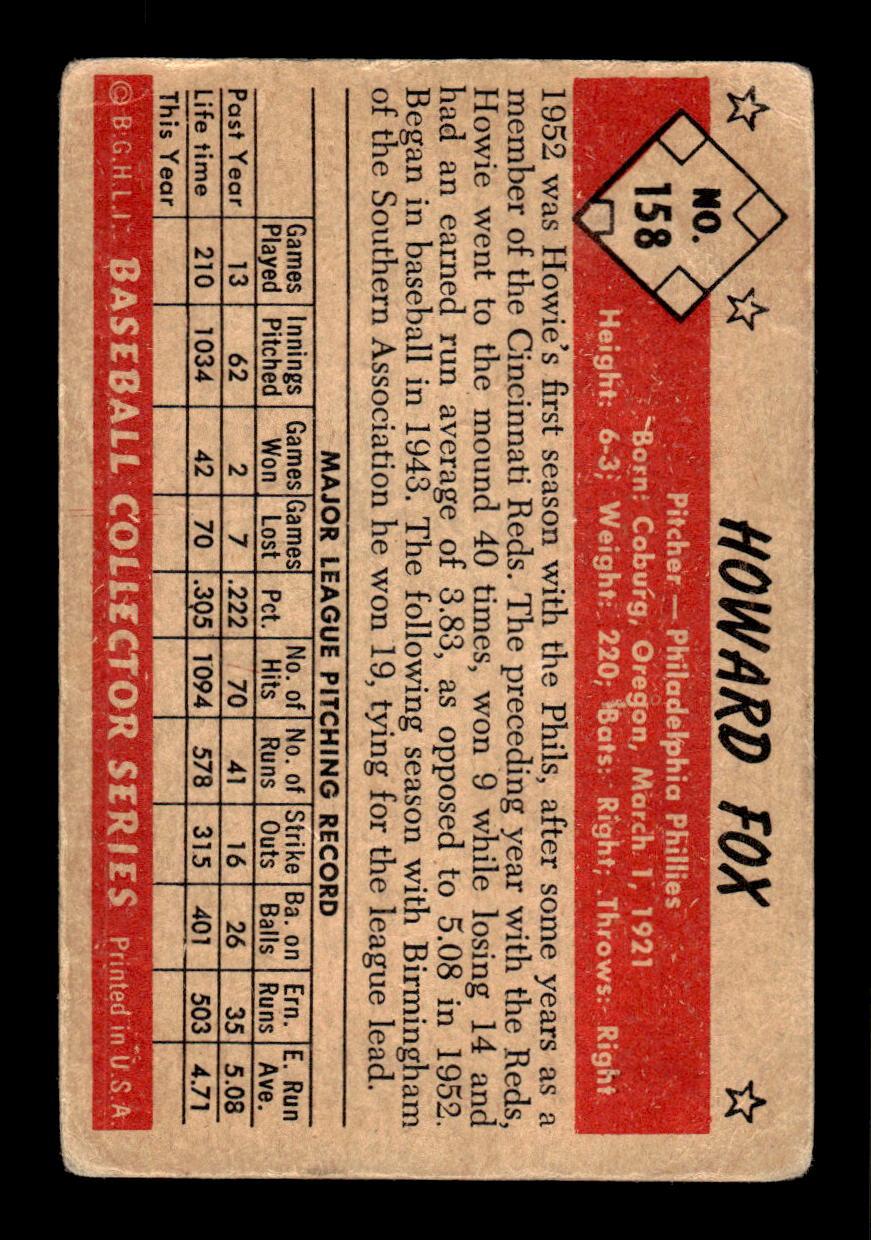 HOWARD FOX
NO.
158
Pitcher — Philadelphia Phillies
Born: Coburg, Oregon, March 1, 1921
Height: 6-3; Weight: 220; Bats: Right; Throws: Right
1952 was Howie's first season with the Phils, after some years as a
member of the Cincinnati Reds. The preceding year with the Reds,
Howie went to the mound 40 times, won 9 while losing 14 and
had an earned run average of 3.83, as opposed to 5.08 in 1952.
Began in baseball in 1943. The following season with Birmingham
of the Southern Association he won 19, tying for the league lead.
MAJOR LEAGUE PITCHING RECORD
Games Played Innings Pitched Games Won Games Lost Pct. No. of Hits No. of Runs Strike Outs Ba. on Balls Ern. Runs E. Run Ave.
Past Year 13 62 2 7 .222 70 41 16 26 35 5.08
Life time 210 1034 42 70 .305 1094 578 315 401 503 4.71
This Year
© B.G.H.L.I. BASEBALL COLLECTOR SERIES Printed in U.S.A.